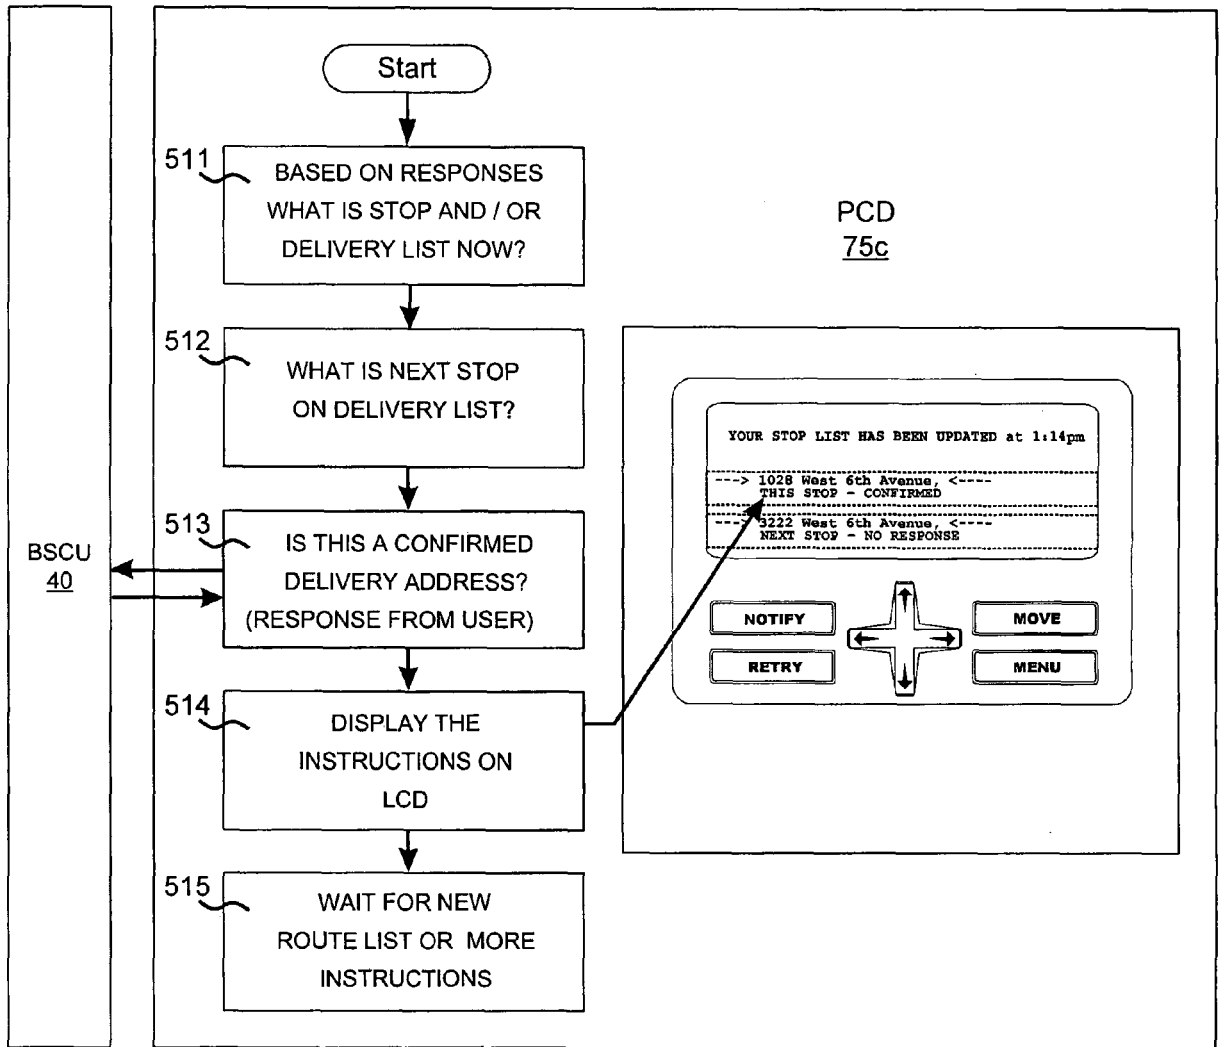 Start
511
BASED ON RESPONSES
WHAT IS STOP AND / OR
DELIVERY LIST NOW?
PCD
75c
512
WHAT IS NEXT STOP
ON DELIVERY LIST?
513
IS THIS A CONFIRMED
DELIVERY ADDRESS?
(RESPONSE FROM USER)
BSCU
40
514
DISPLAY THE
INSTRUCTIONS ON
LCD
515
WAIT FOR NEW
ROUTE LIST OR MORE
INSTRUCTIONS
YOUR STOP LIST HAS BEEN UPDATED at 1:14pm
---> 1028 West 6th Avenue, <----
THIS STOP - CONFIRMED
---> 3222 West 6th Avenue, <----
NEXT STOP - NO RESPONSE
NOTIFY
MOVE
RETRY
MENU